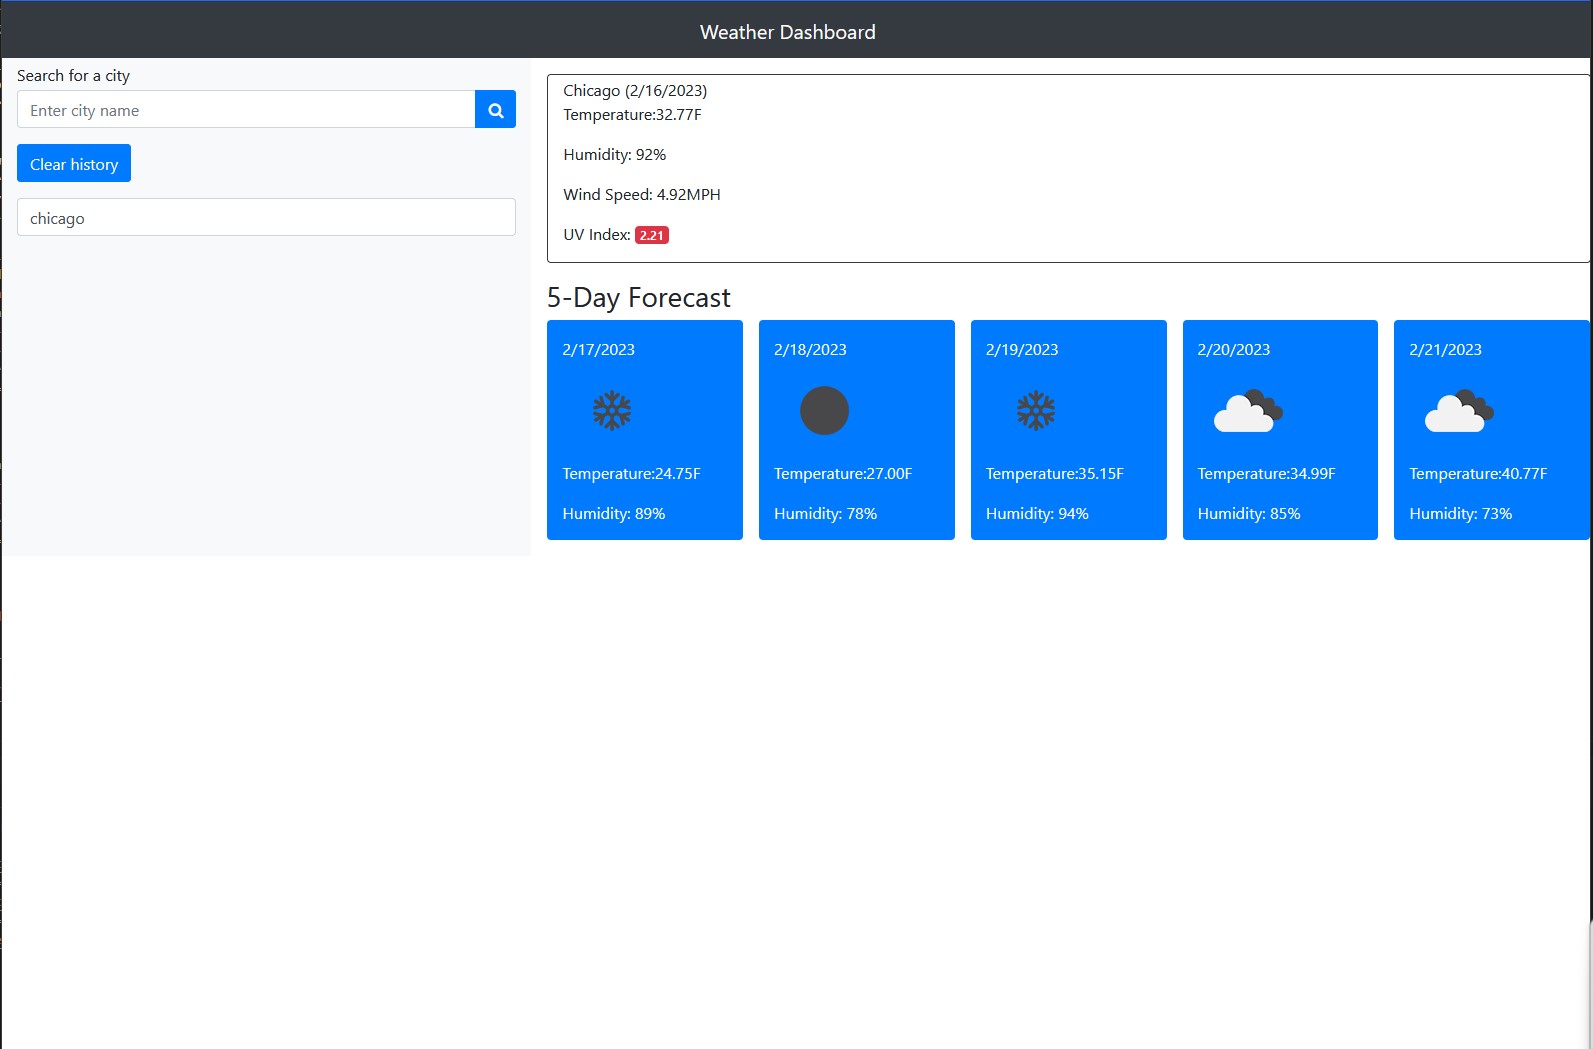 Weather Dashboard
Search for a city
Enter city name
Clear history
chicago
Chicago (2/16/2023)
Temperature:32.77F
Humidity: 92%
Wind Speed: 4.92MPH
UV Index: 2.21
5-Day Forecast
2/17/2023
Temperature:24.75F
Humidity: 89%
2/18/2023
Temperature:27.00F
Humidity: 78%
2/19/2023
Temperature:35.15F
Humidity: 94%
2/20/2023
Temperature:34.99F
Humidity: 85%
2/21/2023
Temperature:40.77F
Humidity: 73%